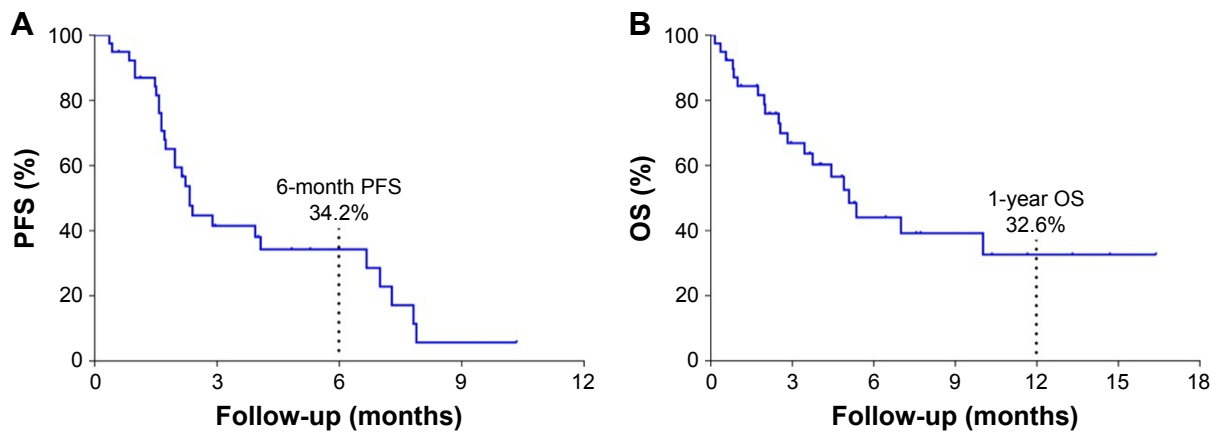 A
PFS (%)
100
80
60
40
20
0
6-month PFS
34.2%
0 3 6 9 12
Follow-up (months)
B
OS (%)
100
80
60
40
20
0
1-year OS
32.6%
0 3 6 9 12 15 18
Follow-up (months)